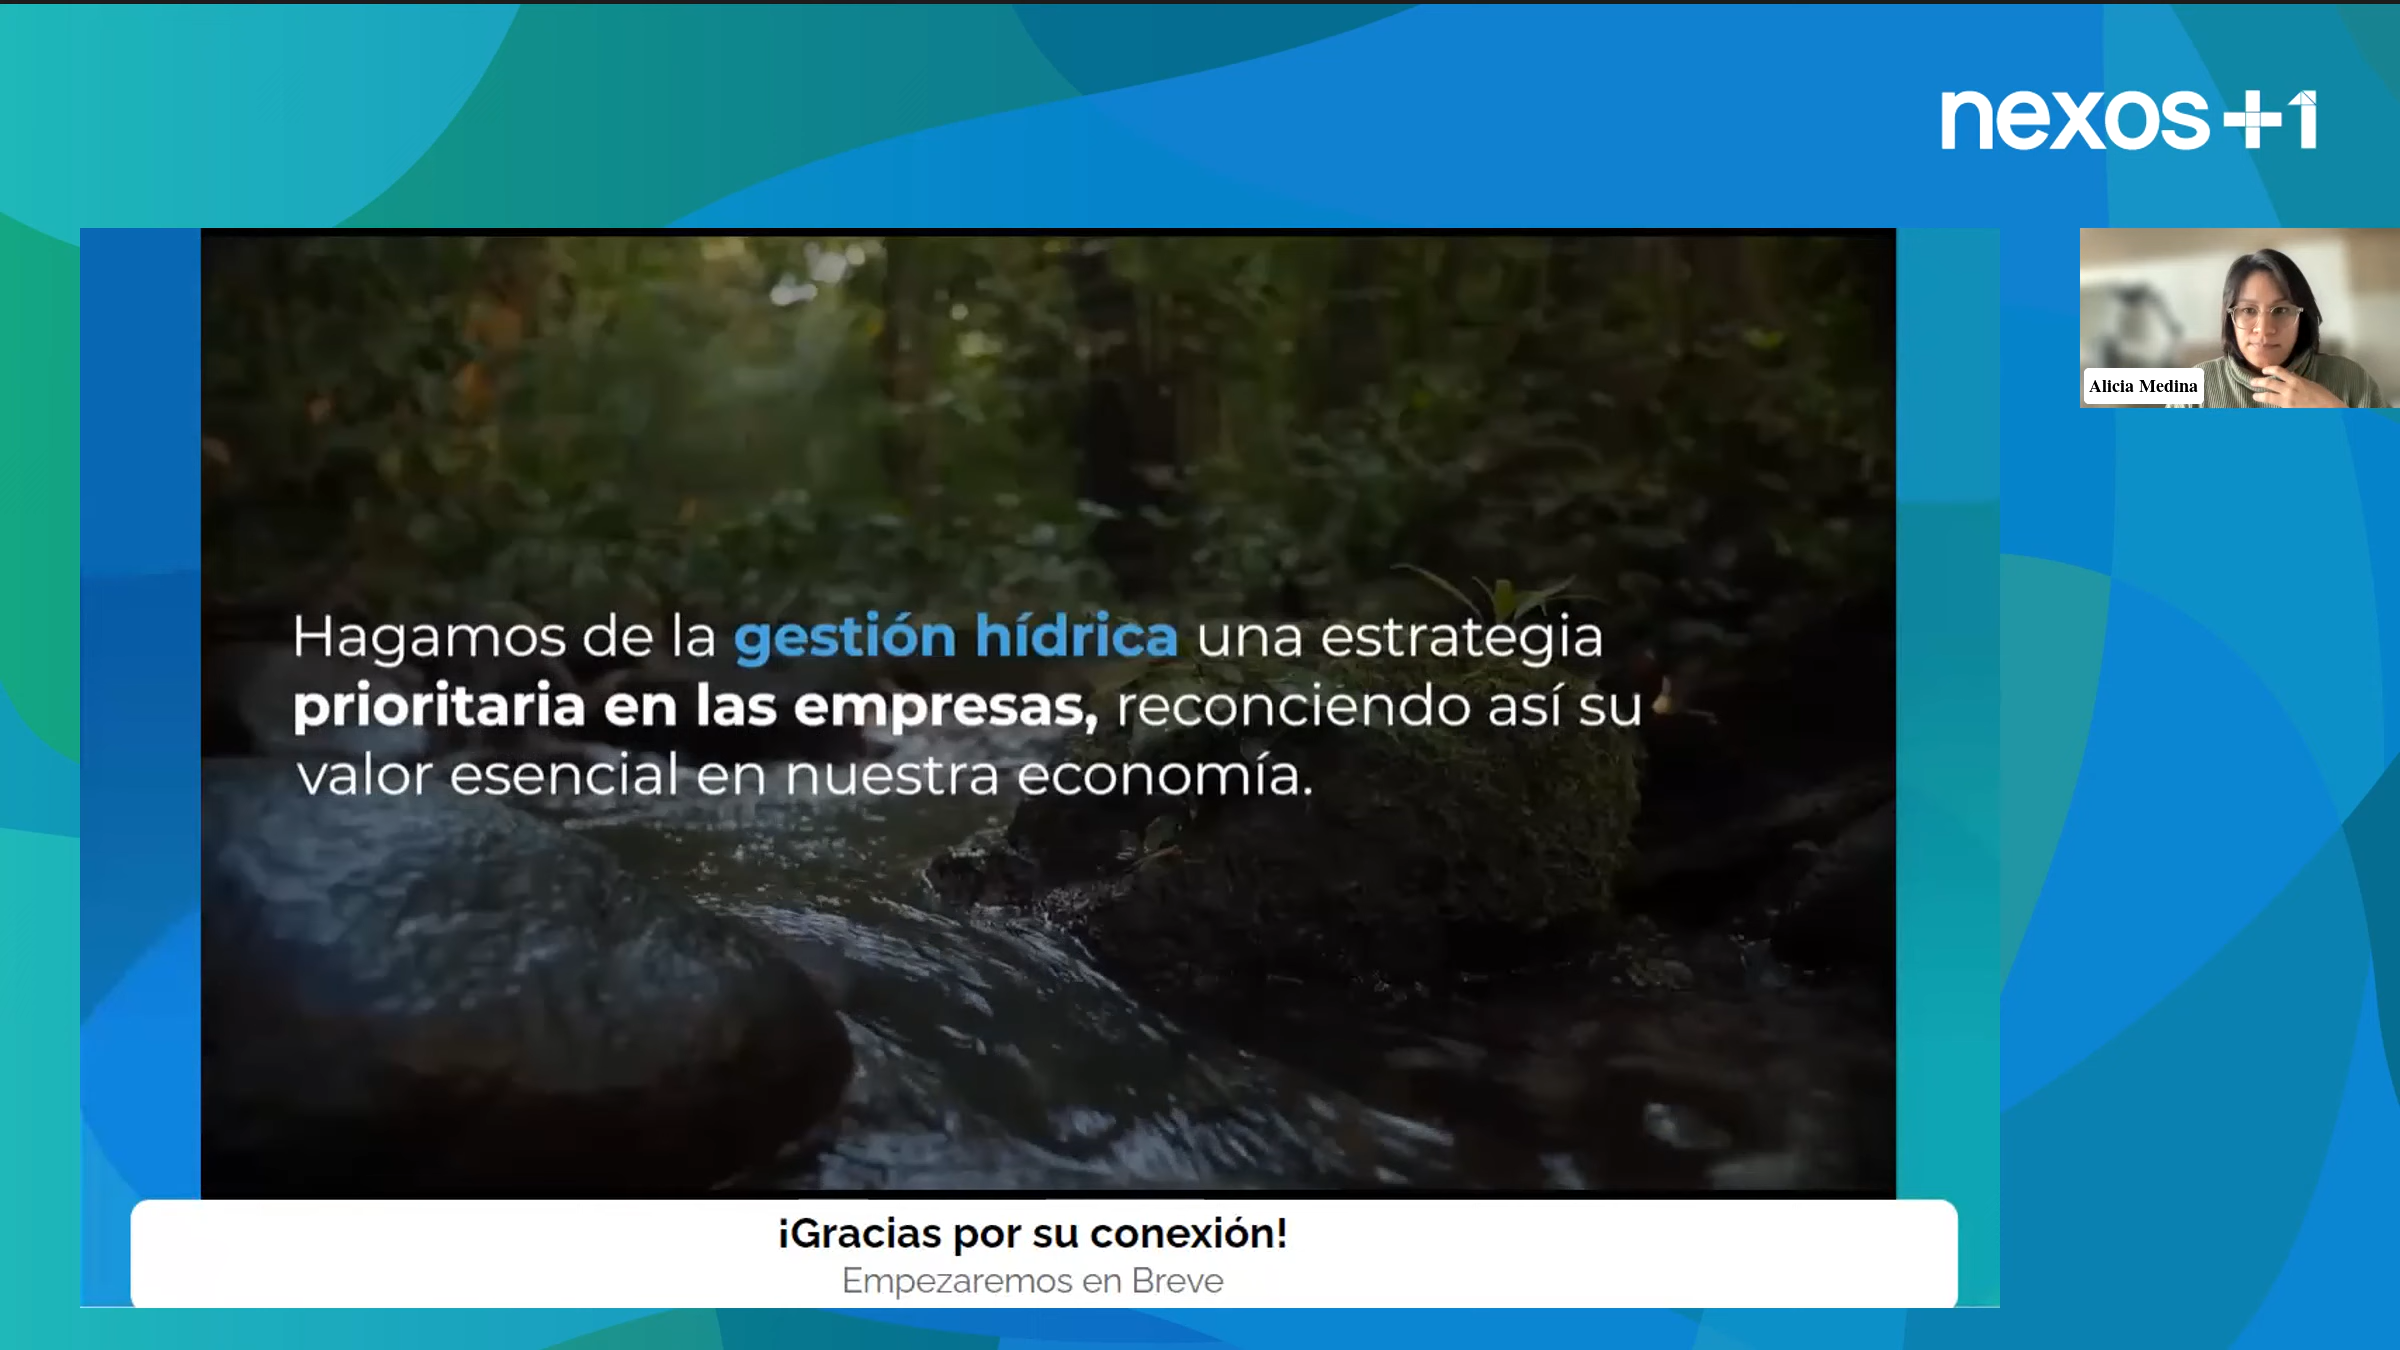 nexos+1
Alicia Medina
Hagamos de la gestión hídrica una estrategia
prioritaria en las empresas, reconciendo así su
valor esencial en nuestra economía.
¡Gracias por su conexión!
Empezaremos en Breve